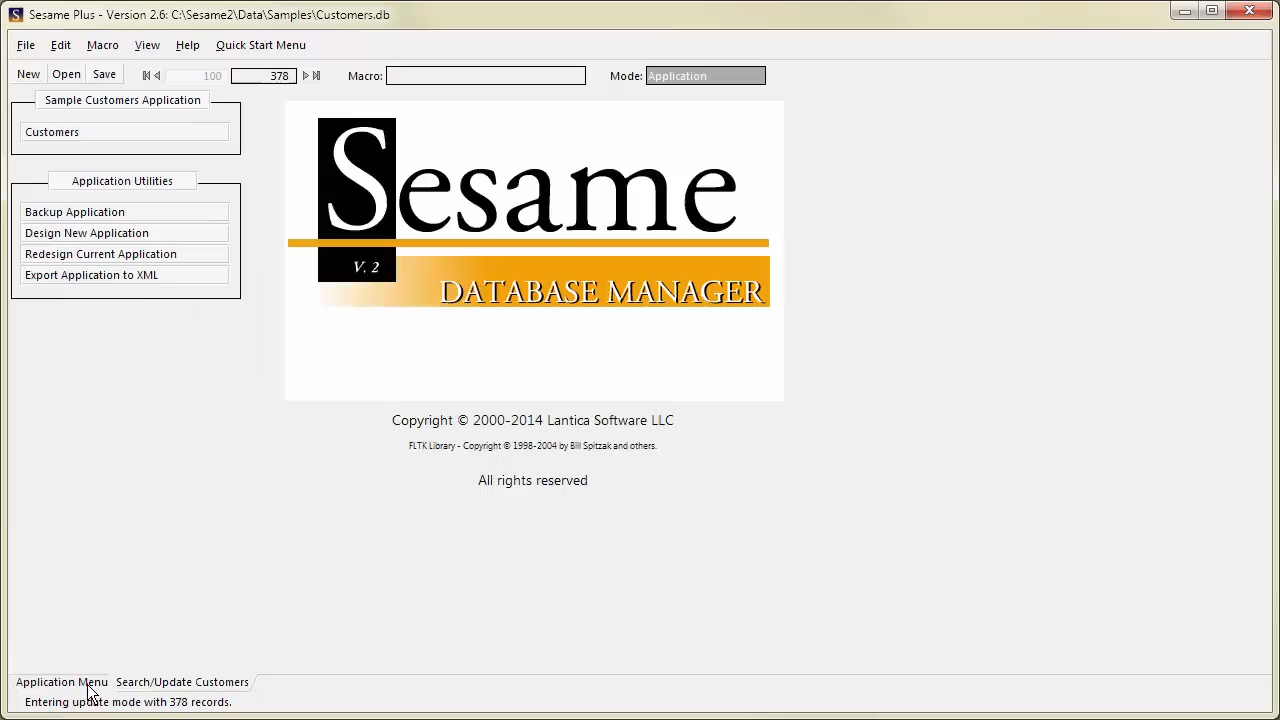 S Sesame Plus - Version 2.6: C:\Sesame2\Data\Samples\Customers.db
File Edit Macro View Help Quick Start Menu
New Open Save 100 378 Macro: Mode: Application
Sample Customers Application
Customers
Application Utilities
Backup Application
Design New Application
Redesign Current Application
Export Application to XML
Sesame
V. 2
DATABASE MANAGER
Copyright © 2000-2014 Lantica Software LLC
FLTK Library - Copyright © 1998-2004 by Bill Spitzak and others.
All rights reserved
Application Menu Search/Update Customers
Entering update mode with 378 records.